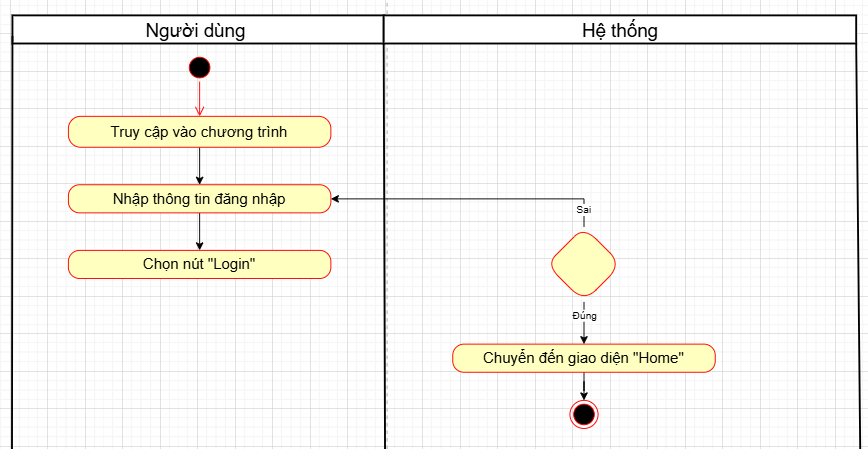 Người dùng
Hệ thống
Truy cập vào chương trình
Nhập thông tin đăng nhập
Sai
Chọn nút "Login"
Đúng
Chuyển đến giao diện "Home"